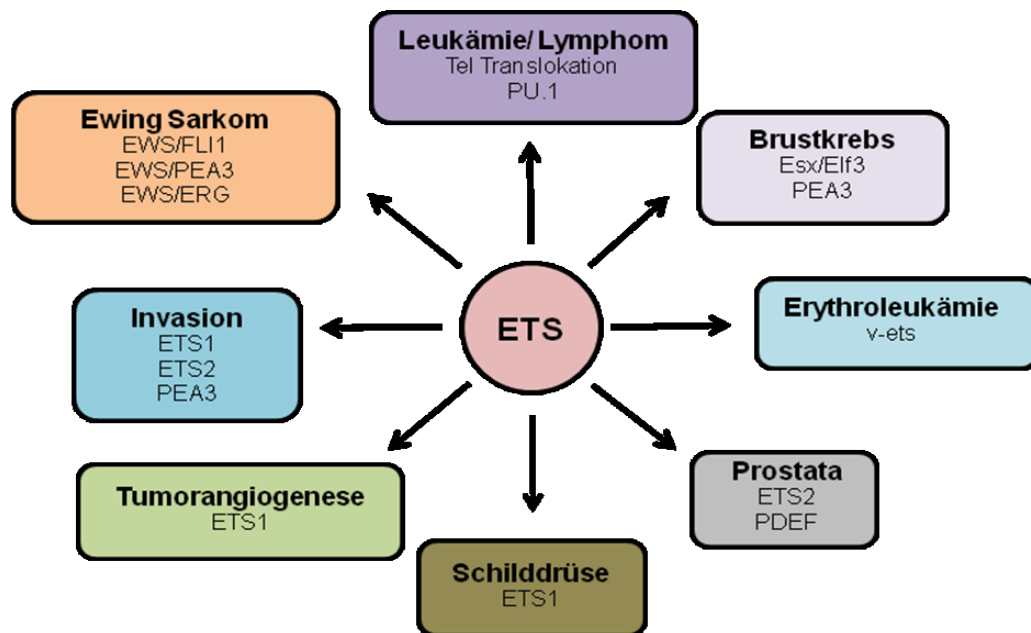 Leukämie/ Lymphom
Tel Translokation
PU.1
Ewing Sarkom
EWS/FLI1
EWS/PEA3
EWS/ERG
Brustkrebs
Esx/Elf3
PEA3
ETS
Invasion
ETS1
ETS2
PEA3
Erythroleukämie
v-ets
Tumorangiogenese
ETS1
Prostata
ETS2
PDEF
Schilddrüse
ETS1